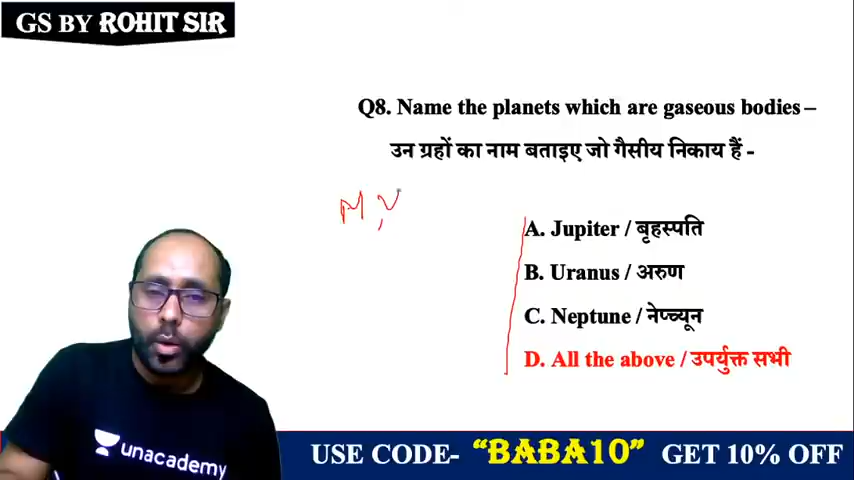 GS BY ROHIT SIR
Q8. Name the planets which are gaseous bodies –
उन ग्रहों का नाम बताइए जो गैसीय निकाय हैं -
M, V
A. Jupiter / बृहस्पति
B. Uranus / अरुण
C. Neptune / नेप्च्यून
D. All the above / उपर्युक्त सभी
unacademy
USE CODE- “BABA10” GET 10% OFF